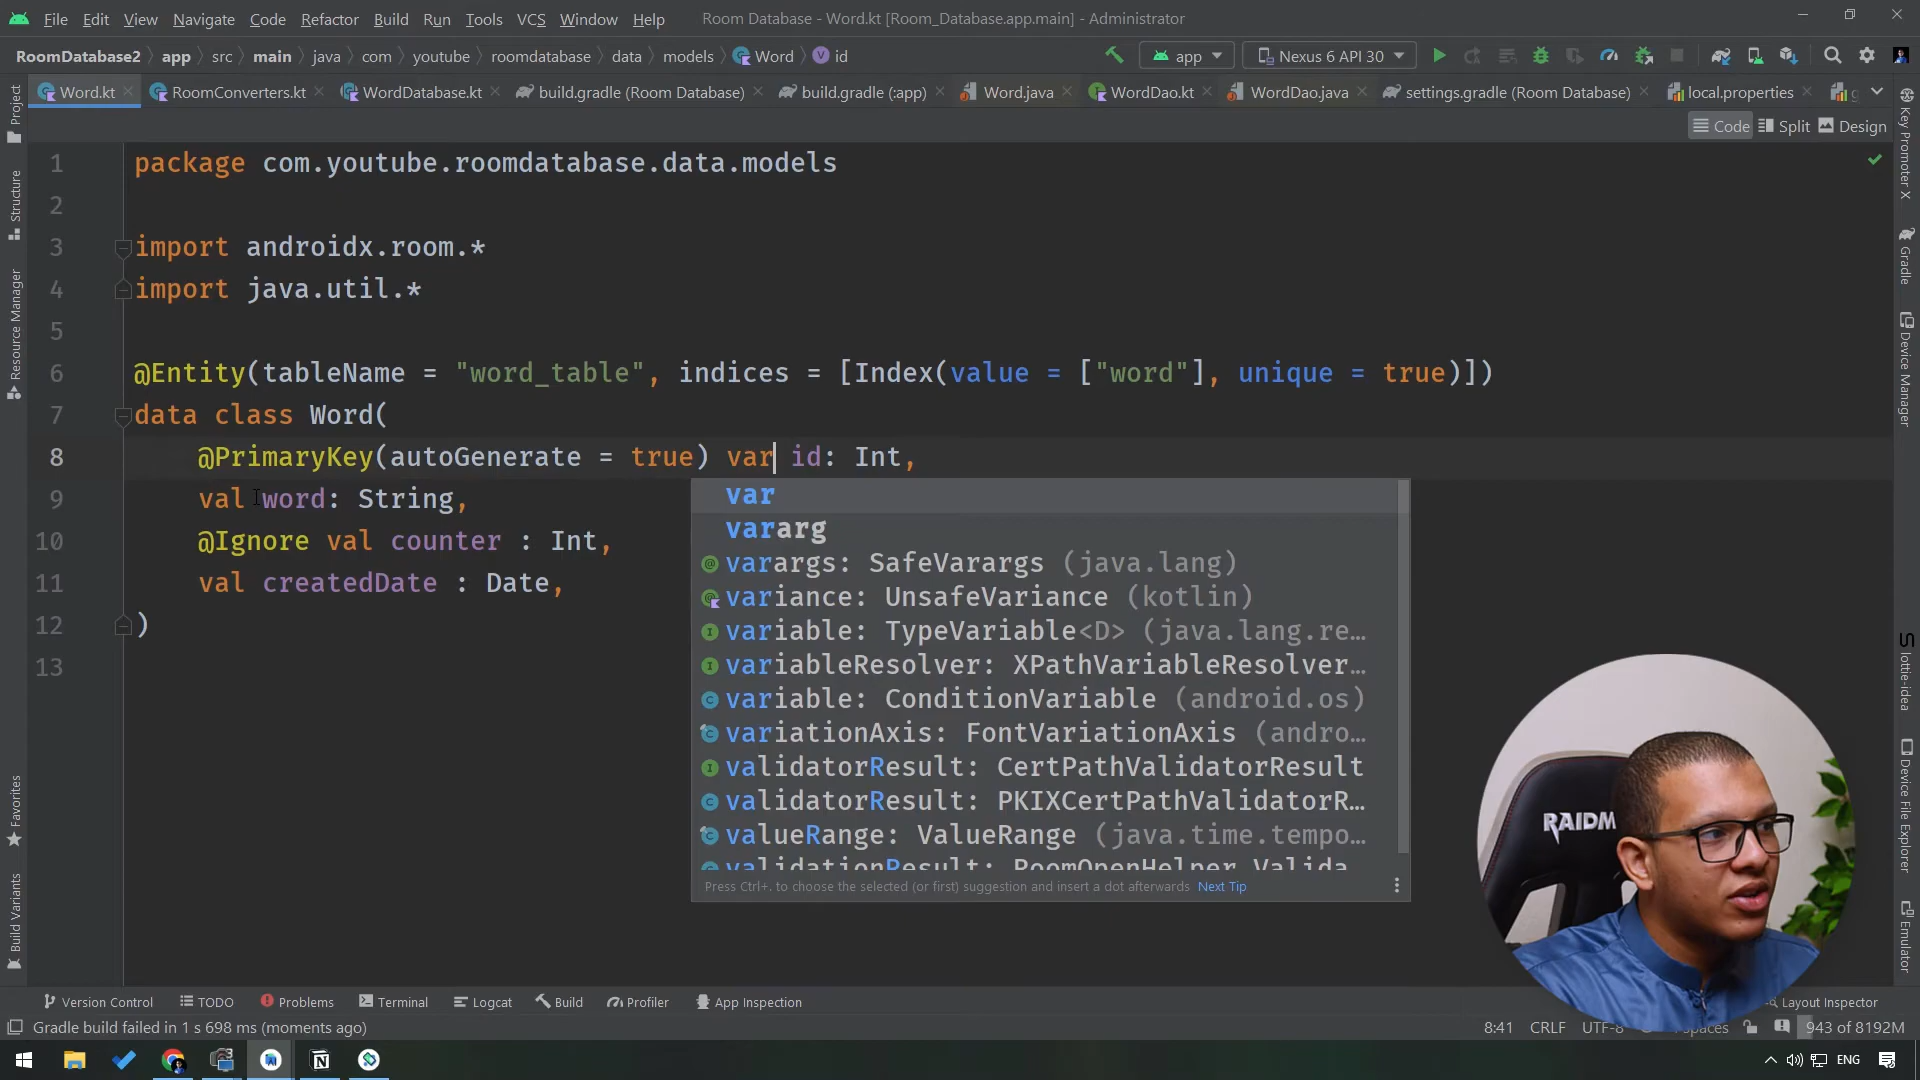 File Edit View Navigate Code Refactor Build Run Tools VCS Window Help Room Database - Word.kt [Room_Database.app.main] - Administrator
RoomDatabase2 app src main java com youtube roomdatabase data models Word id app Nexus 6 API 30
Word.kt RoomConverters.kt WordDatabase.kt build.gradle (Room Database) build.gradle (:app) Word.java WordDao.kt WordDao.java settings.gradle (Room Database) local.properties g
Code Split Design
1 package com.youtube.roomdatabase.data.models
2
3 import androidx.room.*
4 import java.util.*
5
6 @Entity(tableName = "word_table", indices = [Index(value = ["word"], unique = true)])
7 data class Word(
8 @PrimaryKey(autoGenerate = true) var id: Int,
9 val word: String,
10 @Ignore val counter : Int,
11 val createdDate : Date,
12 )
13
var
vararg
varargs: SafeVarargs (java.lang)
variance: UnsafeVariance (kotlin)
variable: TypeVariable<D> (java.lang.re…
variableResolver: XPathVariableResolver…
variable: ConditionVariable (android.os)
variationAxis: FontVariationAxis (andro…
validatorResult: CertPathValidatorResult
validatorResult: PKIXCertPathValidatorR…
valueRange: ValueRange (java.time.tempo…
validationResult: RoomOpenHelper.Valida
Press Ctrl+. to choose the selected (or first) suggestion and insert a dot afterwards Next Tip
Project
Structure
Resource Manager
Favorites
Build Variants
Key Promoter X
Gradle
Device Manager
lottie-idea
Device File Explorer
Emulator
RAIDM
Version Control TODO Problems Terminal Logcat Build Profiler App Inspection Layout Inspector
Gradle build failed in 1 s 698 ms (moments ago) 8:41 CRLF UTF-8 spaces 943 of 8192M
ENG